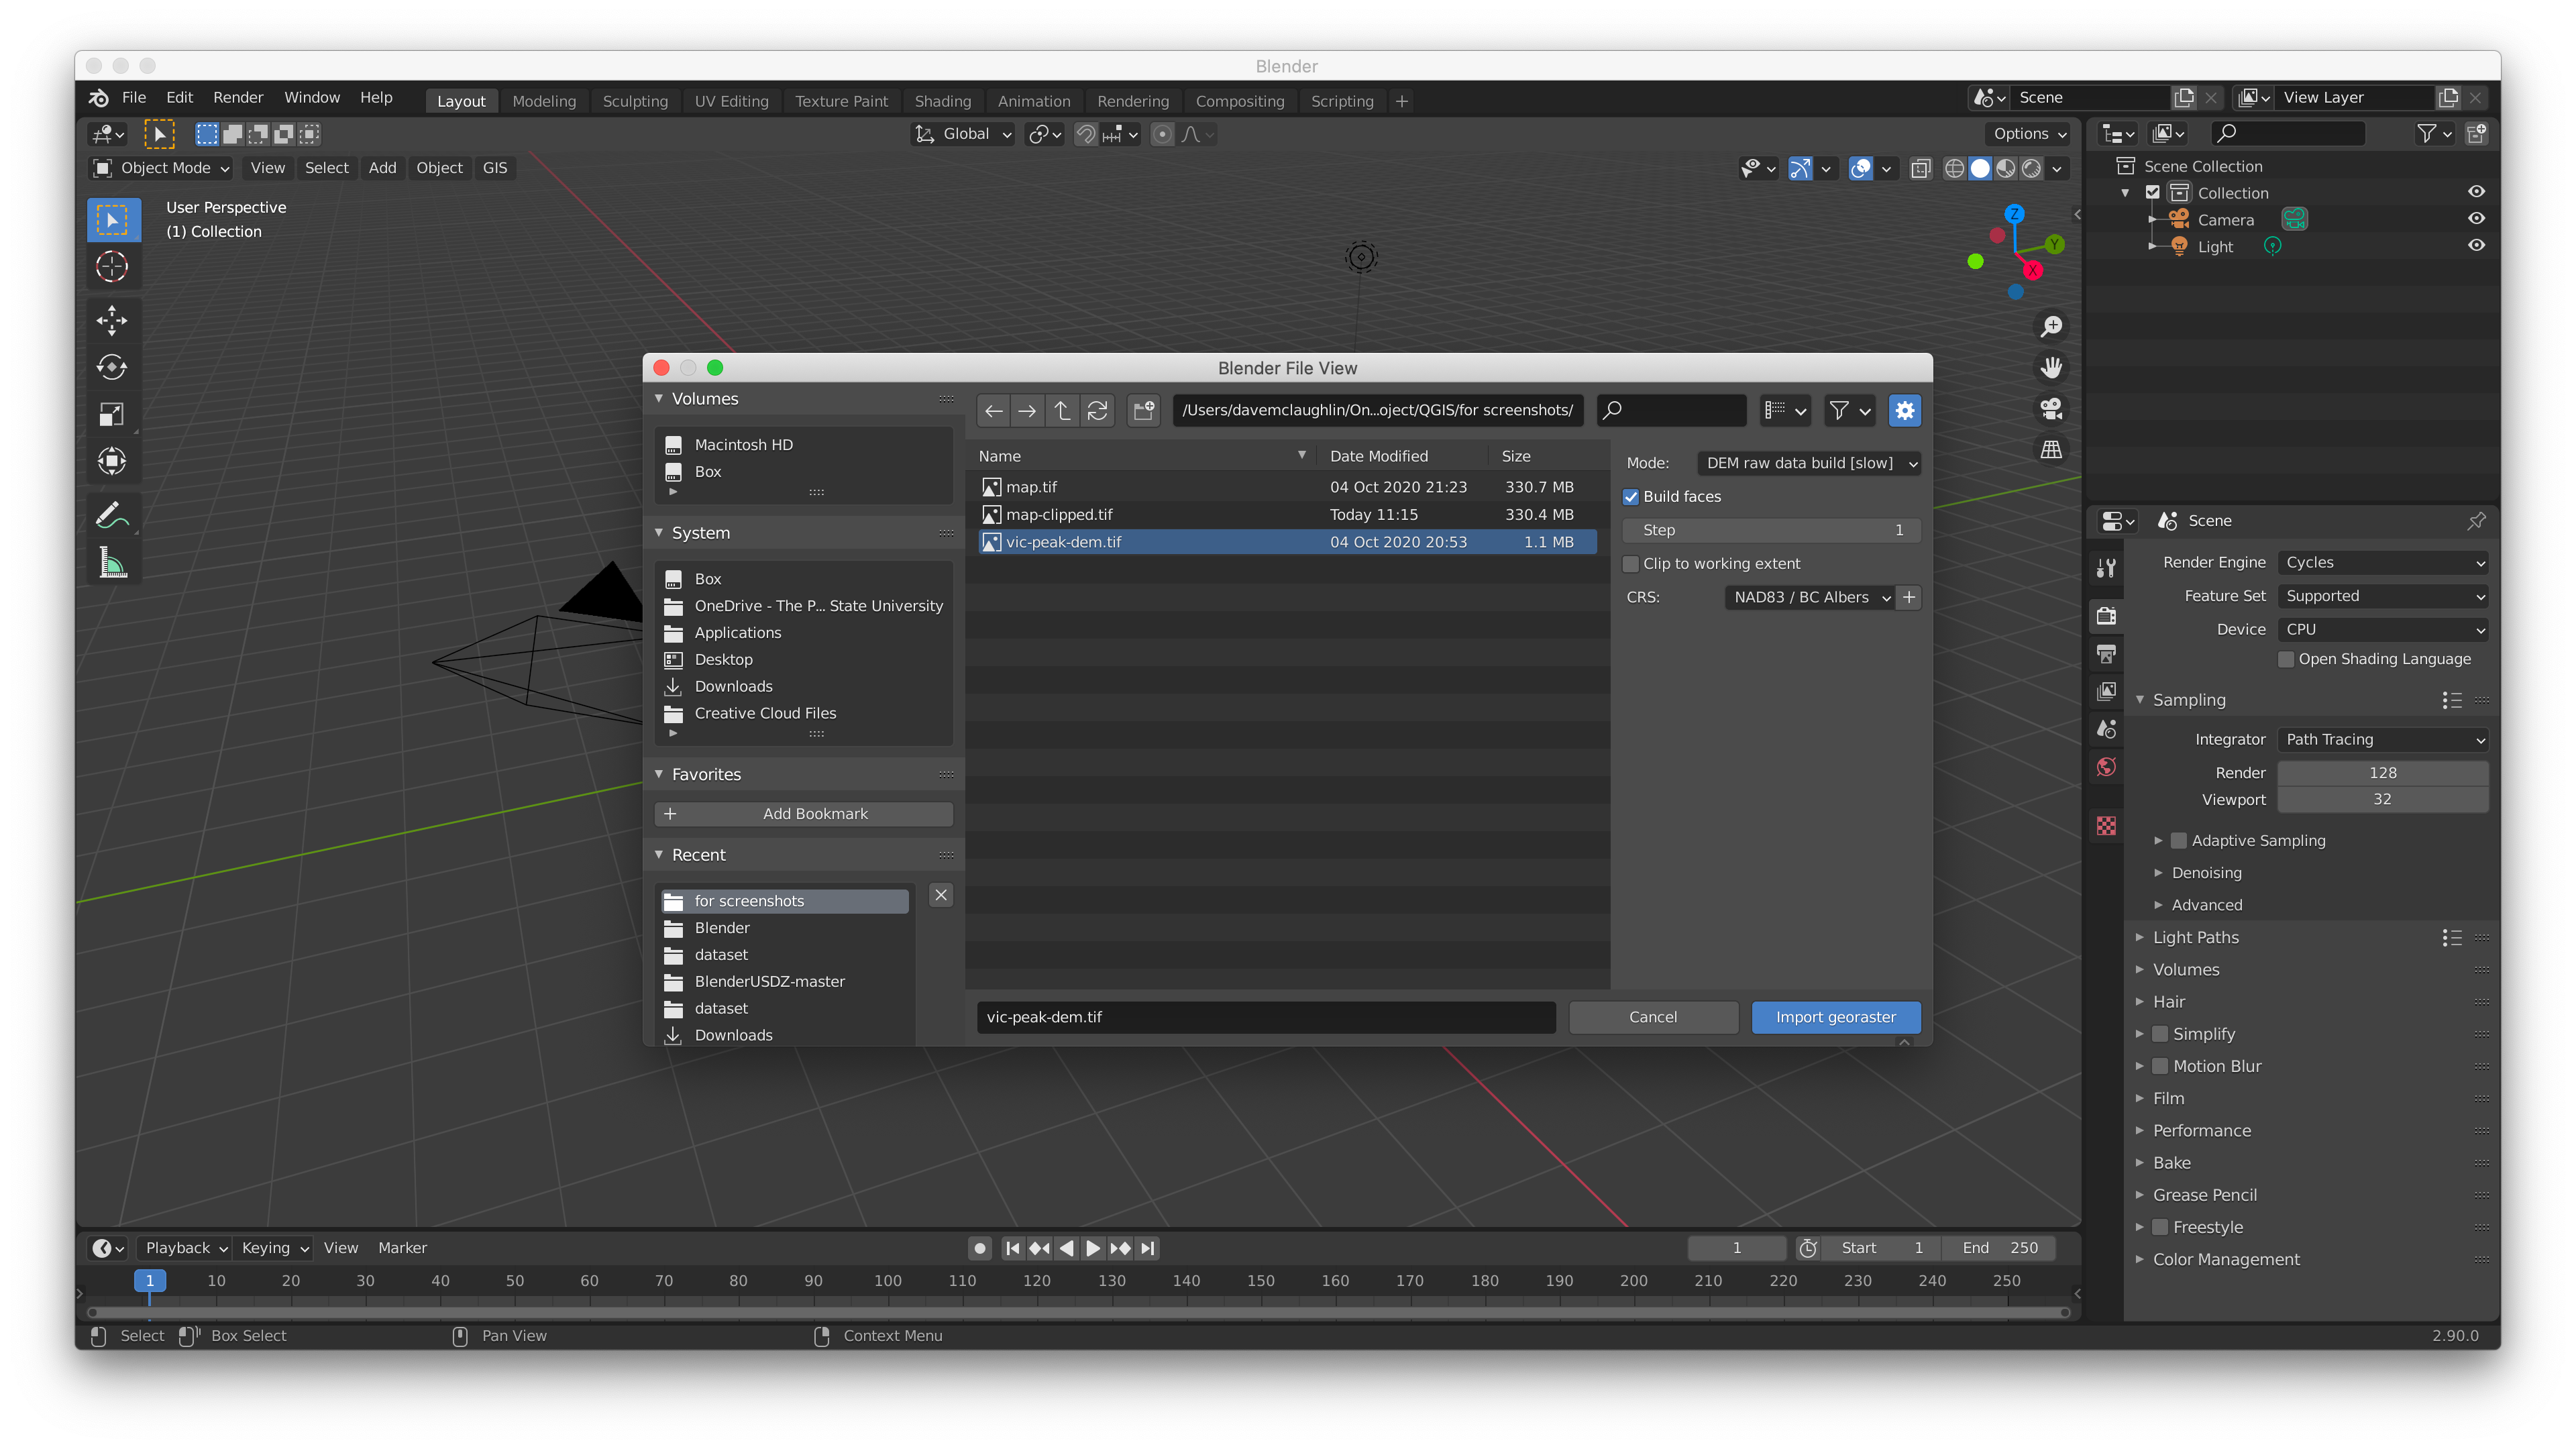 Blender
File Edit Render Window Help Layout Modeling Sculpting UV Editing Texture Paint Shading Animation Rendering Compositing Scripting + Scene View Layer
Global Options
Object Mode View Select Add Object GIS
User Perspective
(1) Collection
Z
Y
X
Scene Collection
Collection
Camera
Light
Blender File View
Volumes
Macintosh HD
Box
System
Box
OneDrive - The P... State University
Applications
Desktop
Downloads
Creative Cloud Files
Favorites
Add Bookmark
Recent
for screenshots
Blender
dataset
BlenderUSDZ-master
dataset
Downloads
/Users/davemclaughlin/On...oject/QGIS/for screenshots/
Name Date Modified Size
map.tif 04 Oct 2020 21:23 330.7 MB
map-clipped.tif Today 11:15 330.4 MB
vic-peak-dem.tif 04 Oct 2020 20:53 1.1 MB
Mode: DEM raw data build [slow]
Build faces
Step 1
Clip to working extent
CRS: NAD83 / BC Albers +
vic-peak-dem.tif Cancel Import georaster
Scene
Render Engine Cycles
Feature Set Supported
Device CPU
Open Shading Language
Sampling
Integrator Path Tracing
Render 128
Viewport 32
Adaptive Sampling
Denoising
Advanced
Light Paths
Volumes
Hair
Simplify
Motion Blur
Film
Performance
Bake
Grease Pencil
Freestyle
Color Management
Playback Keying View Marker 1 Start 1 End 250
1 10 20 30 40 50 60 70 80 90 100 110 120 130 140 150 160 170 180 190 200 210 220 230 240 250
Select Box Select Pan View Context Menu 2.90.0